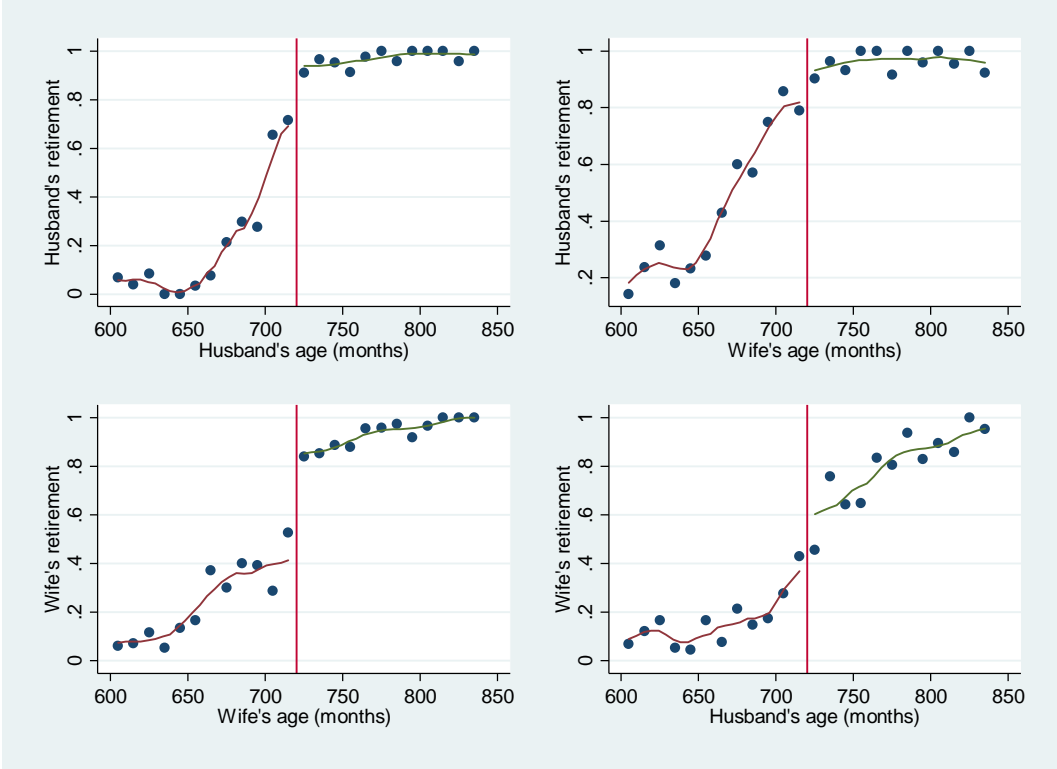 Husband's retirement
1
.8
.6
.4
.2
0
600 650 700 750 800 850
Husband's age (months)
Husband's retirement
1
.8
.6
.4
.2
600 650 700 750 800 850
Wife's age (months)
Wife's retirement
1
.8
.6
.4
.2
0
600 650 700 750 800 850
Wife's age (months)
Wife's retirement
1
.8
.6
.4
.2
0
600 650 700 750 800 850
Husband's age (months)